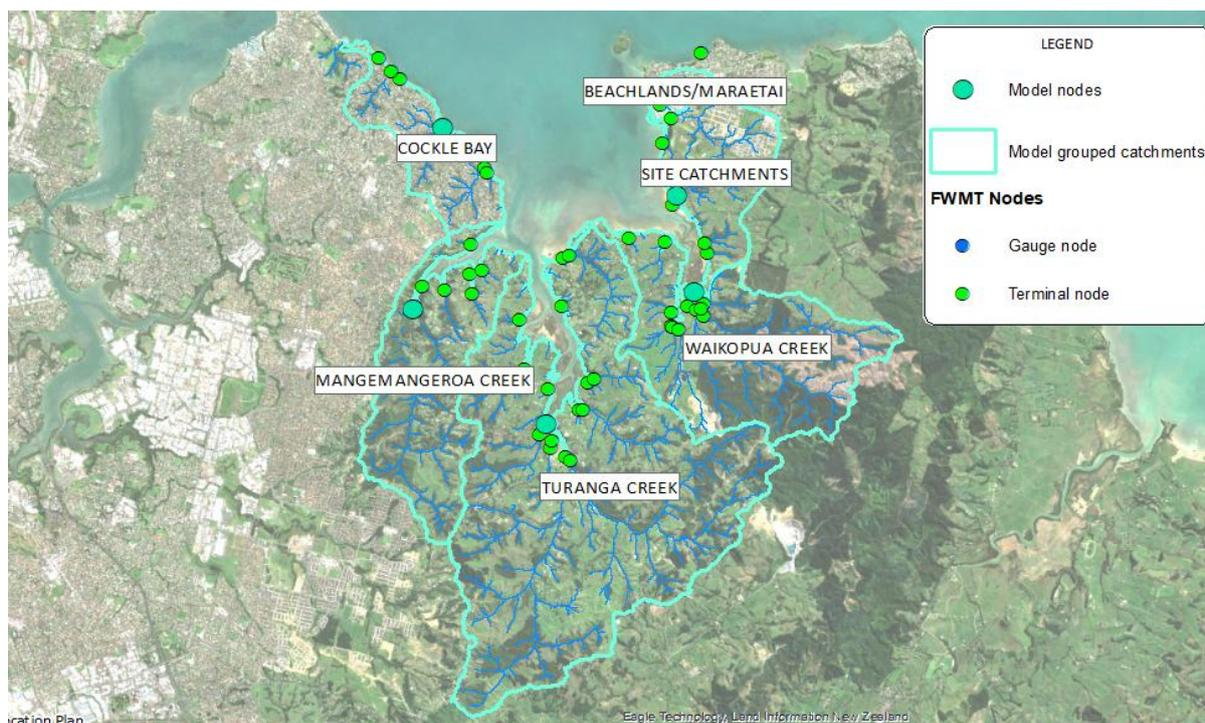 LEGEND
Model nodes
Model grouped catchments
FWMT Nodes
Gauge node
Terminal node
BEACHLANDS/MARAETAI
COCKLE BAY
SITE CATCHMENTS
WAIKOPUA CREEK
MANGEMANGEROA CREEK
TURANGA CREEK
Eagle Technology, Land Information New Zealand
cation Plan